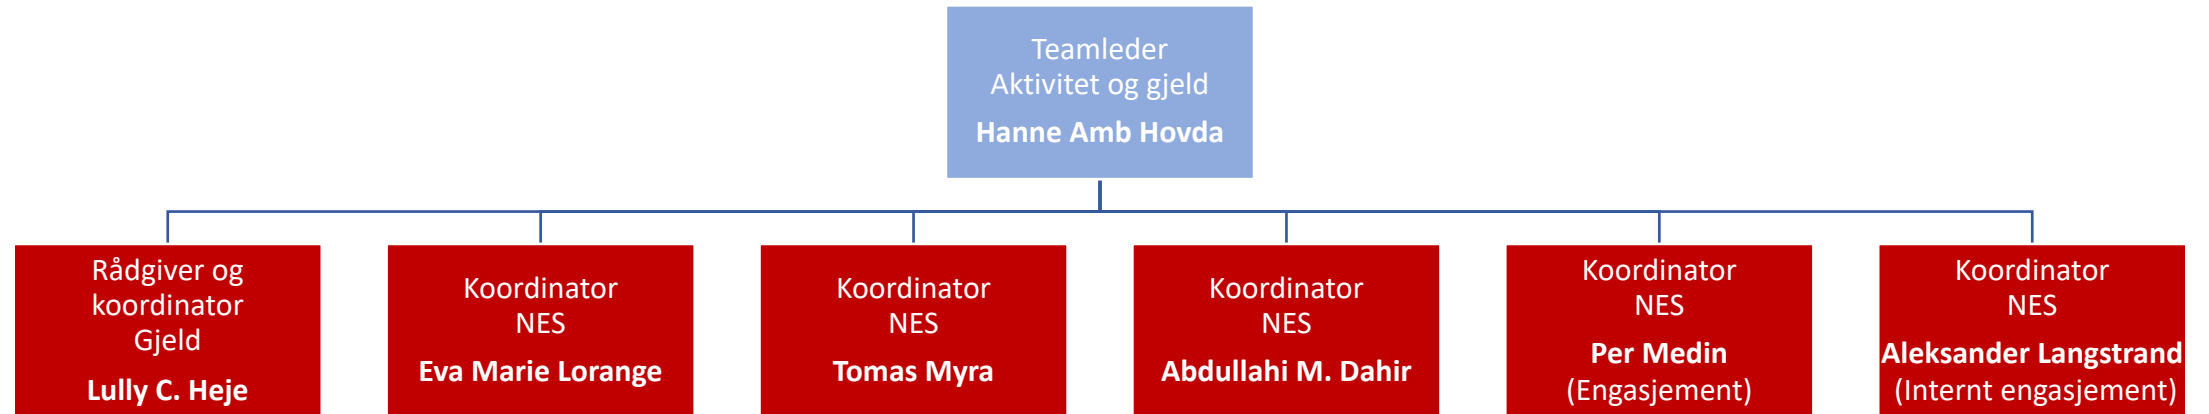 Teamleder
Aktivitet og gjeld
Hanne Amb Hovda
Rådgiver og
koordinator
Gjeld
Lully C. Heje
Koordinator
NES
Eva Marie Lorange
Koordinator
NES
Tomas Myra
Koordinator
NES
Abdullahi M. Dahir
Koordinator
NES
Per Medin
(Engasjement)
Koordinator
NES
Aleksander Langstrand
(Internt engasjement)